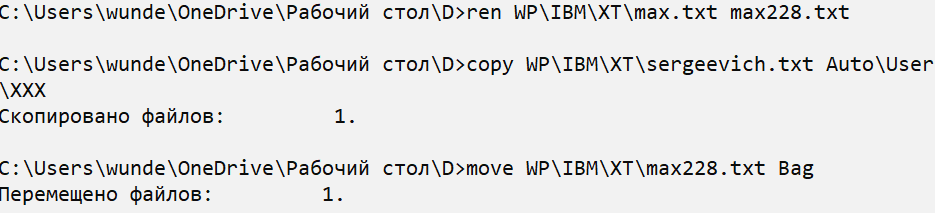 C:\Users\wunde\OneDrive\Рабочий стол\D>ren WP\IBM\XT\max.txt max228.txt
C:\Users\wunde\OneDrive\Рабочий стол\D>copy WP\IBM\XT\sergeevich.txt Auto\User
\XXX
Скопировано файлов:         1.
C:\Users\wunde\OneDrive\Рабочий стол\D>move WP\IBM\XT\max228.txt Bag
Перемещено файлов:         1.